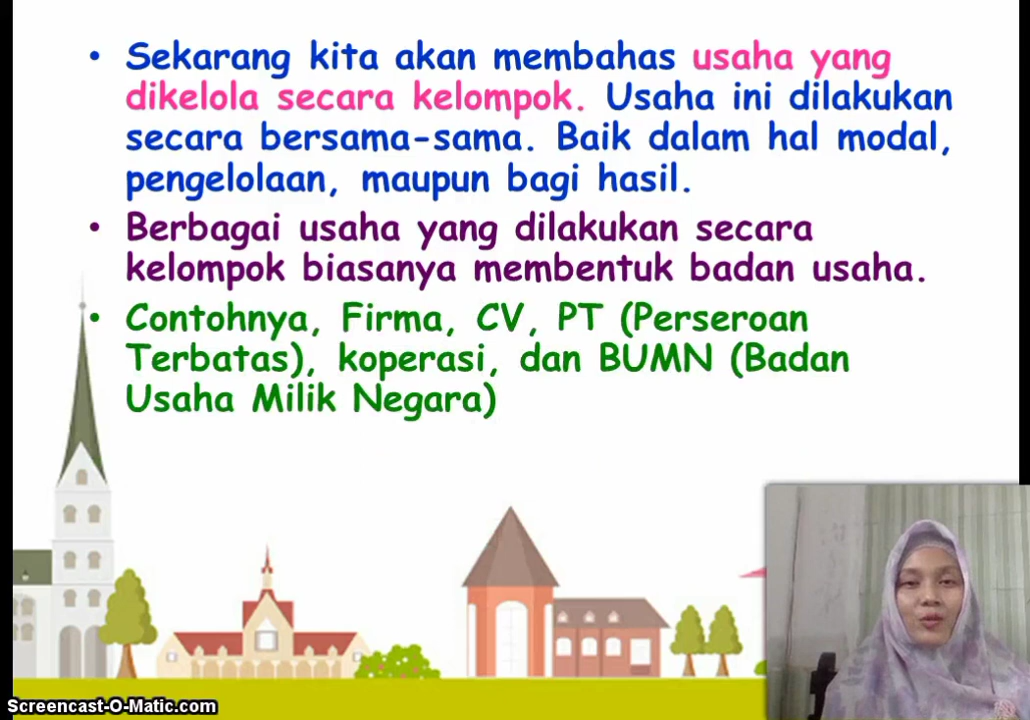 • Sekarang kita akan membahas usaha yang
dikelola secara kelompok. Usaha ini dilakukan
secara bersama-sama. Baik dalam hal modal,
pengelolaan, maupun bagi hasil.
• Berbagai usaha yang dilakukan secara
kelompok biasanya membentuk badan usaha.
• Contohnya, Firma, CV, PT (Perseroan
Terbatas), koperasi, dan BUMN (Badan
Usaha Milik Negara)
Screencast-O-Matic.com